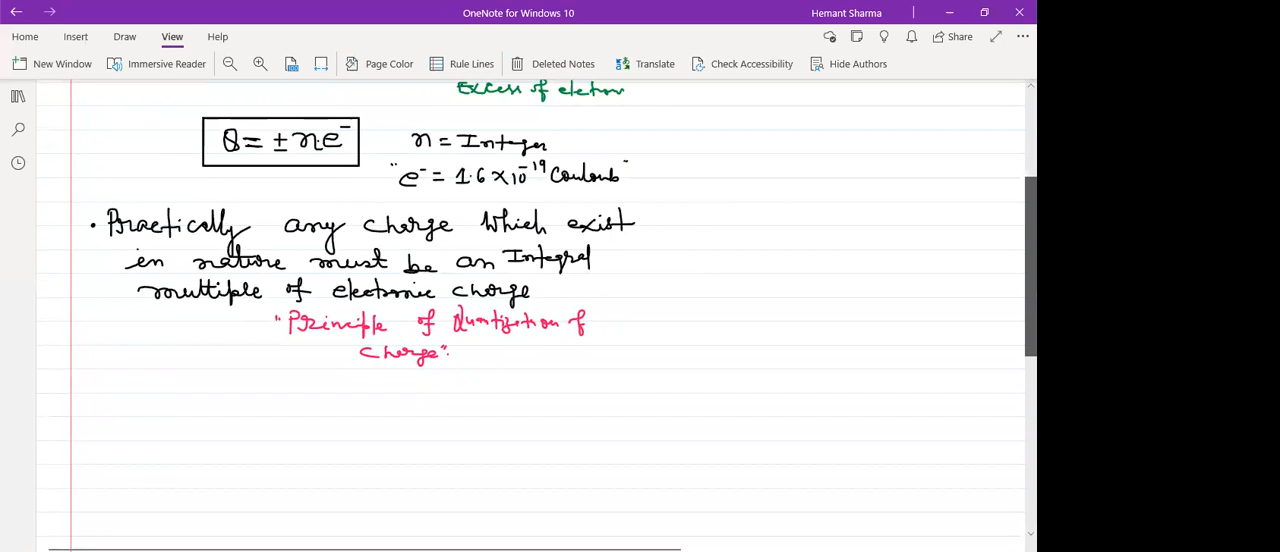 OneNote for Windows 10
Hemant Sharma
Home Insert Draw View Help
Share
New Window Immersive Reader Page Color Rule Lines Deleted Notes Translate Check Accessibility Hide Authors
Excess of eletron
Q = ± n.e⁻ n = Integer
"e⁻ = 1.6 × 10⁻¹⁹ Coulomb"
• Practically any charge which exist
in nature must be an Integral
multiple of electronic charge
"Principle of Quantization of
charge".